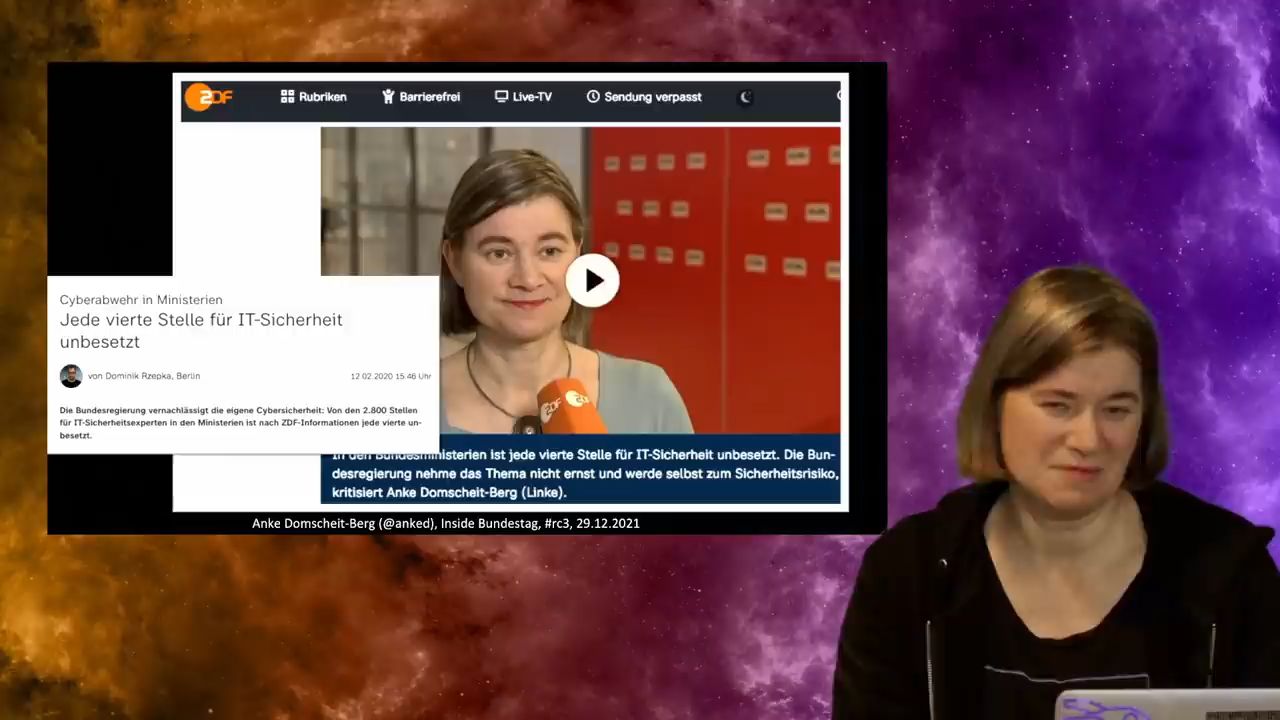 ZDF
Rubriken
Barrierefrei
Live-TV
Sendung verpasst
Cyberabwehr in Ministerien
Jede vierte Stelle für IT-Sicherheit
unbesetzt
von Dominik Rzepka, Berlin
12.02.2020 15:46 Uhr
Die Bundesregierung vernachlässigt die eigene Cybersicherheit: Von den 2.800 Stellen
für IT-Sicherheitsexperten in den Ministerien ist nach ZDF-Informationen jede vierte un-
besetzt.
ZDF
In den Bundesministerien ist jede vierte Stelle für IT-Sicherheit unbesetzt. Die Bun-
desregierung nehme das Thema nicht ernst und werde selbst zum Sicherheitsrisiko,
kritisiert Anke Domscheit-Berg (Linke).
Anke Domscheit-Berg (@anked), Inside Bundestag, #rc3, 29.12.2021